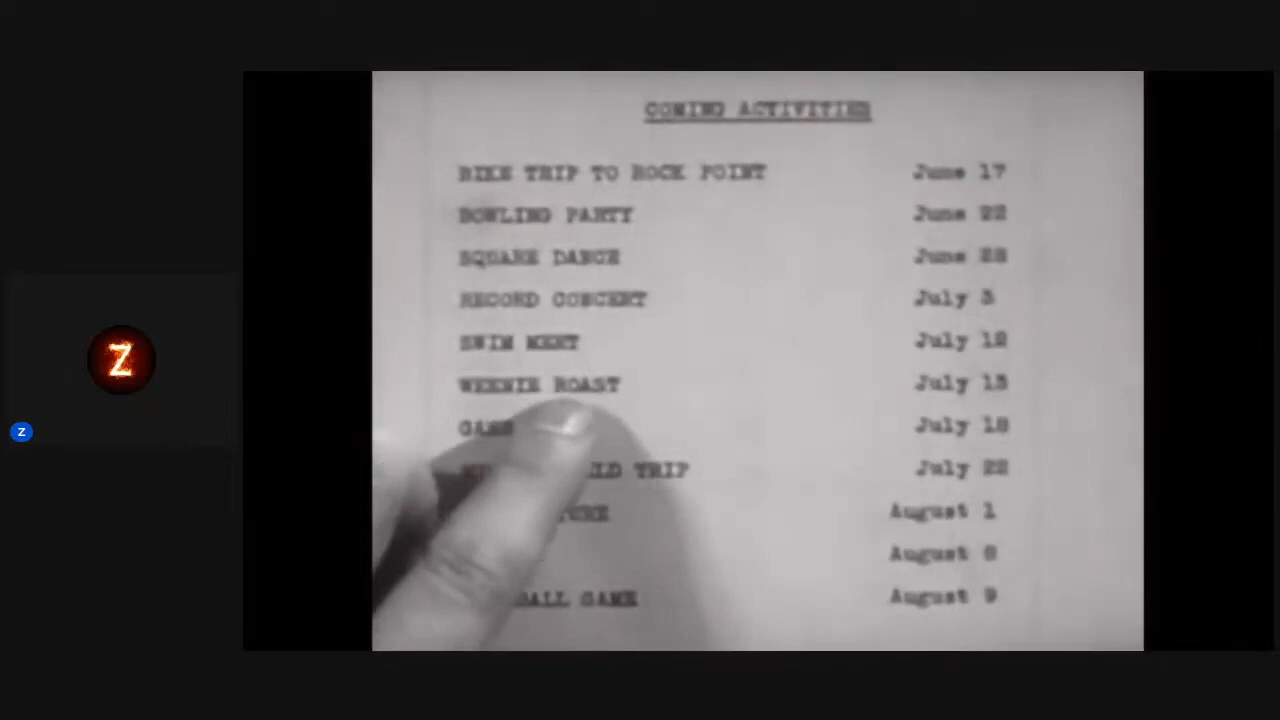 COMING ACTIVITIES
BIKE TRIP TO ROCK POINT June 17
BOWLING PARTY June 22
SQUARE DANCE June 28
RECORD CONCERT July 3
SWIM MEET July 12
WEENIE ROAST July 15
GAME July 18
TRIP July 22
August 1
August 8
GAME August 9
Z
Z